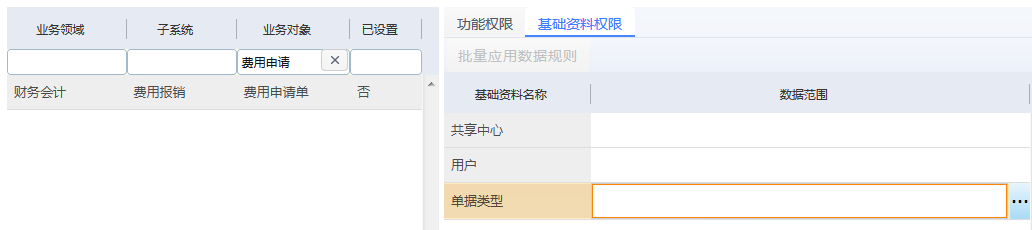 业务领域 子系统 业务对象 已设置
费用申请
财务会计 费用报销 费用申请单 否
功能权限 基础资料权限
批量应用数据规则
基础资料名称 数据范围
共享中心
用户
单据类型